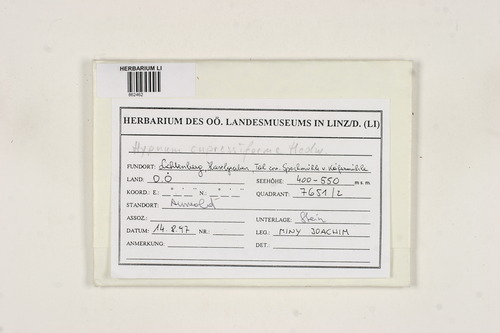 HERBARIUM LI
862462
HERBARIUM DES OÖ. LANDESMUSEUMS IN LINZ/D. (LI)
Hypnum cupressiforme Hedw.
FUNDORT: Lichtenberg, Haselgraben, Tal zw. Speichmühle u. Käfermühle
LAND: OÖ SEEHÖHE: 400-550 m s.m.
KOORD.: E.: ° ' " N.: ° ' " QUADRANT: 7651/2
STANDORT: Auwald
ASSOZ.: UNTERLAGE: Stein
DATUM: 14.8.97 NR.: LEG.: MINY JOACHIM
ANMERKUNG: DET.: